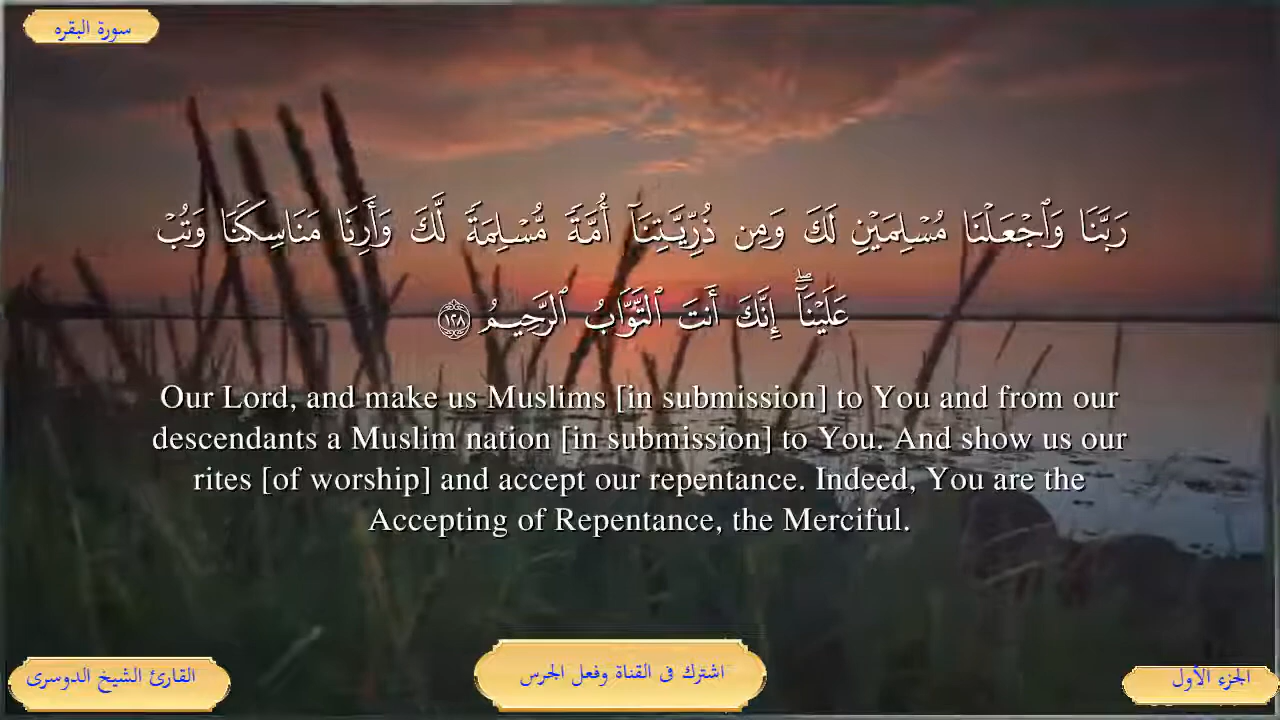 سورة البقره
رَبَّنَا وَٱجۡعَلۡنَا مُسۡلِمَيۡنِ لَكَ وَمِن ذُرِّيَّتِنَآ أُمَّةٗ مُّسۡلِمَةٗ لَّكَ وَأَرِنَا مَنَاسِكَنَا وَتُبۡ
عَلَيۡنَآۖ إِنَّكَ أَنتَ ٱلتَّوَّابُ ٱلرَّحِيمُ ١٢٨
Our Lord, and make us Muslims [in submission] to You and from our
descendants a Muslim nation [in submission] to You. And show us our
rites [of worship] and accept our repentance. Indeed, You are the
Accepting of Repentance, the Merciful.
الجزء الأول
اشترك فى القناة وفعل الجرس
القارئ الشيخ الدوسرى